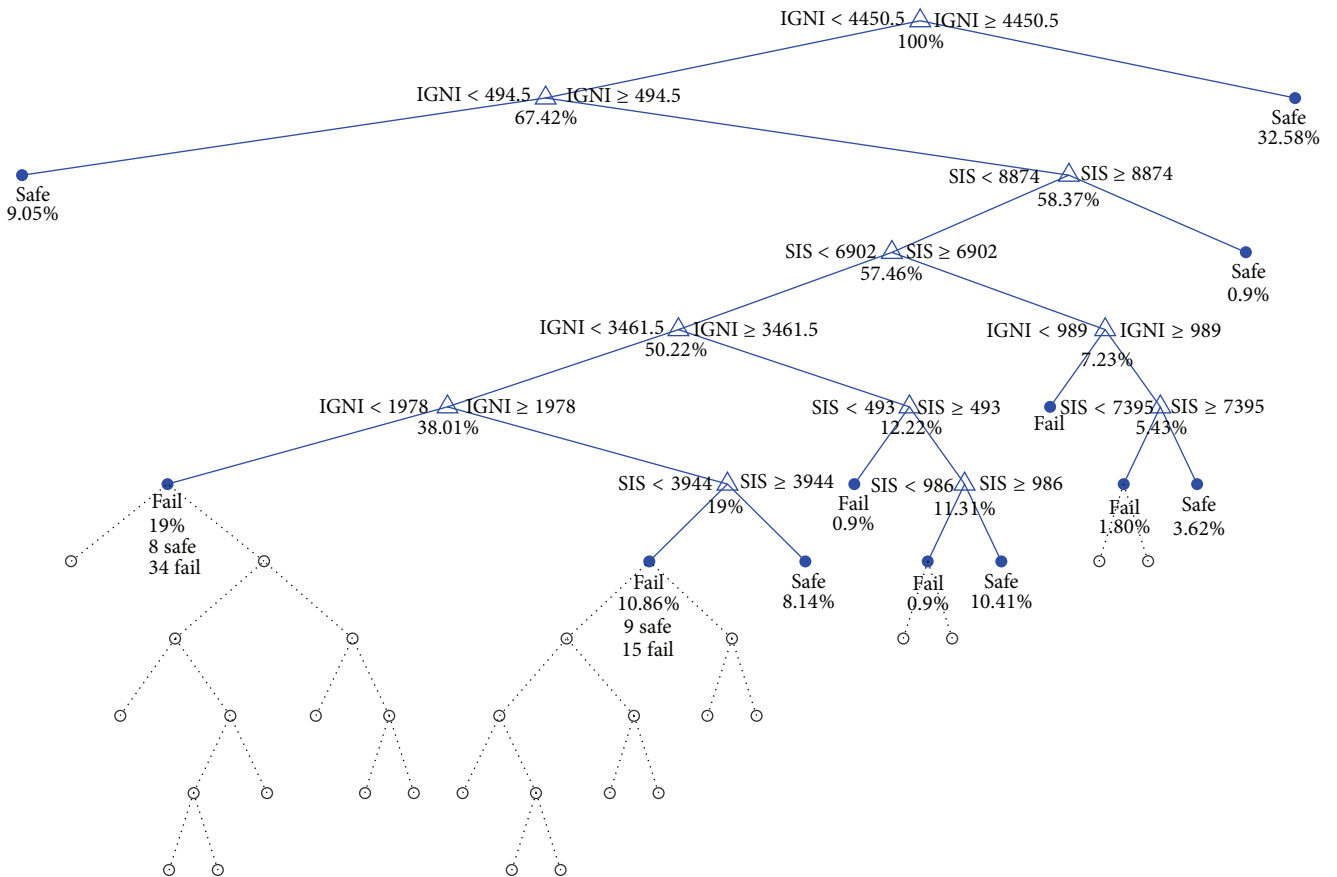 IGNI < 4450.5 IGNI ≥ 4450.5
100%
IGNI < 494.5 IGNI ≥ 494.5
67.42%
Safe
32.58%
Safe
9.05%
SIS < 8874 SIS ≥ 8874
58.37%
SIS < 6902 SIS ≥ 6902
57.46%
Safe
0.9%
IGNI < 3461.5 IGNI ≥ 3461.5
50.22%
IGNI < 989 IGNI ≥ 989
7.23%
IGNI < 1978 IGNI ≥ 1978
38.01%
SIS < 493 SIS ≥ 493
12.22%
Fail
SIS < 7395 SIS ≥ 7395
5.43%
Fail
19%
8 safe
34 fail
SIS < 3944 SIS ≥ 3944
19%
Fail
0.9%
SIS < 986 SIS ≥ 986
11.31%
Fail
1.80%
Safe
3.62%
Fail
10.86%
9 safe
15 fail
Safe
8.14%
Fail
0.9%
Safe
10.41%